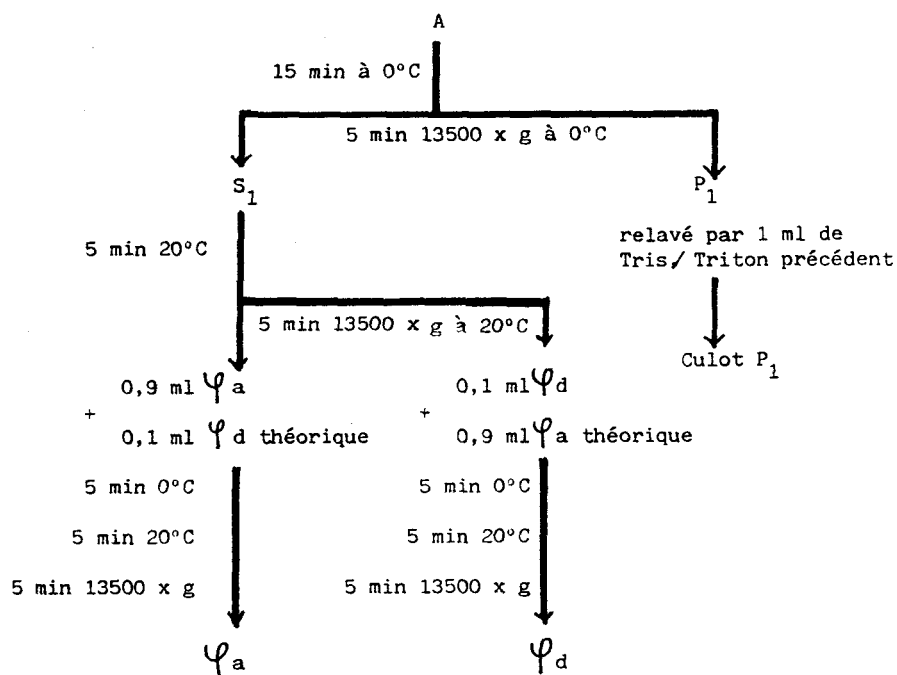 A
15 min à 0°C
5 min 13500 x g à 0°C
S1
P1
5 min 20°C
relavé par 1 ml de
Tris/ Triton précédent
5 min 13500 x g à 20°C
Culot P1
0,9 ml φa
+
0,1 ml φd théorique
0,1 ml φd
+
0,9 ml φa théorique
5 min 0°C
5 min 0°C
5 min 20°C
5 min 20°C
5 min 13500 x g
5 min 13500 x g
φa
φd